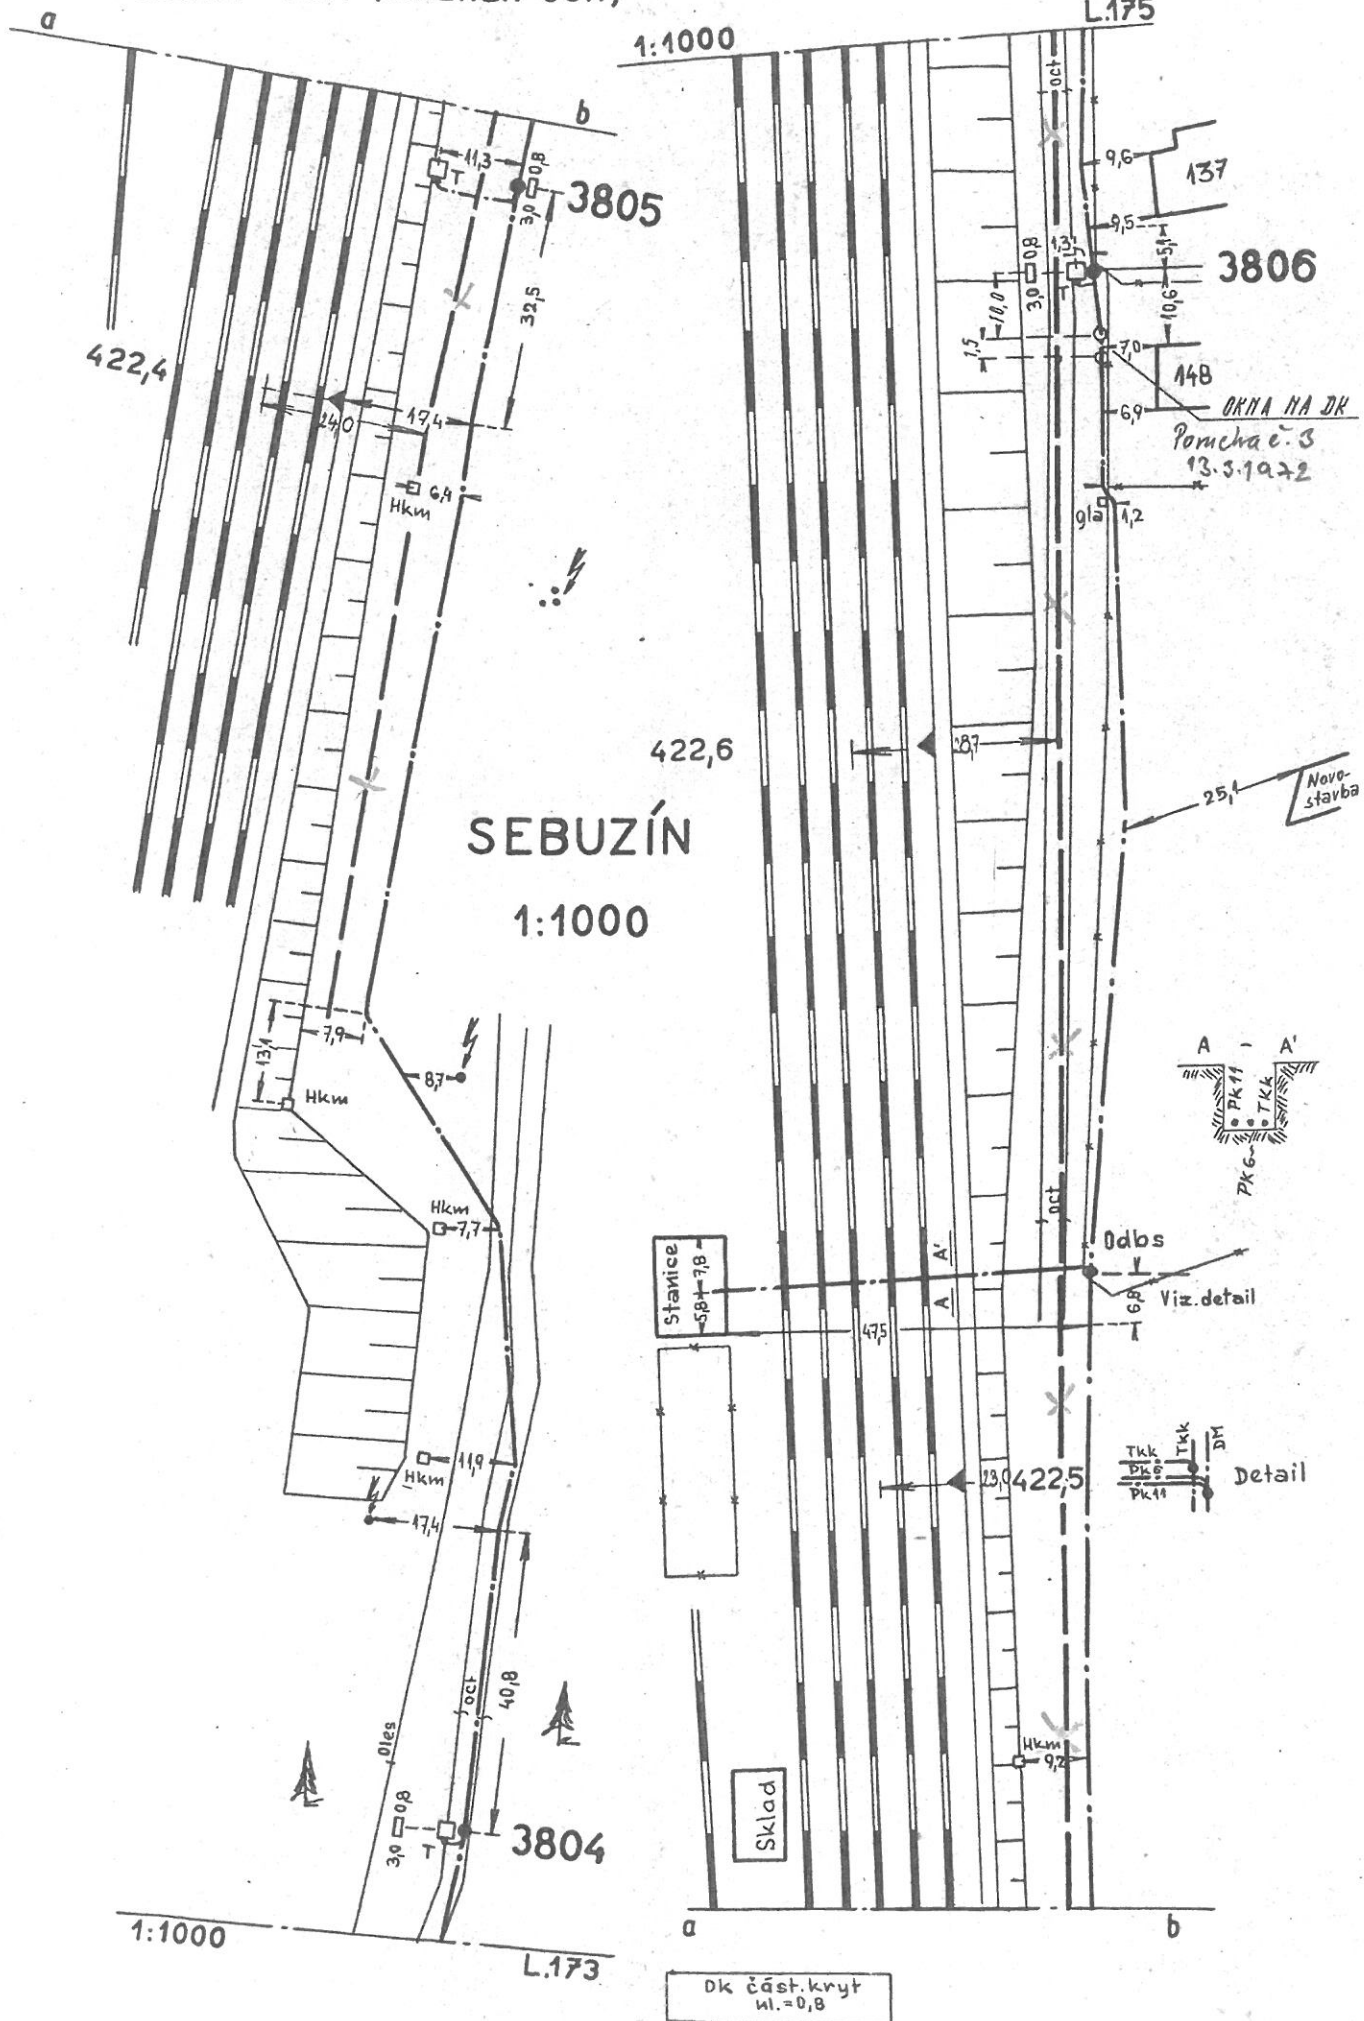 a
b
11,3
T
0,8
3,0
3805
32,5
422,4
24,0
17,4
Hkm
6,4
SEBUZÍN
1:1000
13,1
7,9
8,7
Hkm
Hkm
7,7
Hkm
11,9
17,4
40,8
oct
Oles
0,8
3,0
T
3804
1:1000
L.173
L.175
1:1000
oct
9,6
137
9,5
5,1
0,8
3,0
1,3
T
3806
10,0
10,6
1,5
7,0
148
6,9
OKNA NA DK
Porucha č. 3
13.3.1972
gla
1,2
422,6
28,7
25,1
Novo-
stavba
A - A'
PK11
TKK
PK6
oct
Stanice
7,8
5,8
A'
A
Odbs
6,8
Viz.detail
47,5
23,0
422,5
TKK
PK6
PK11
TKK
DM
Detail
Hkm
9,2
Sklad
a
b
DK část.kryt
hl.=0,8